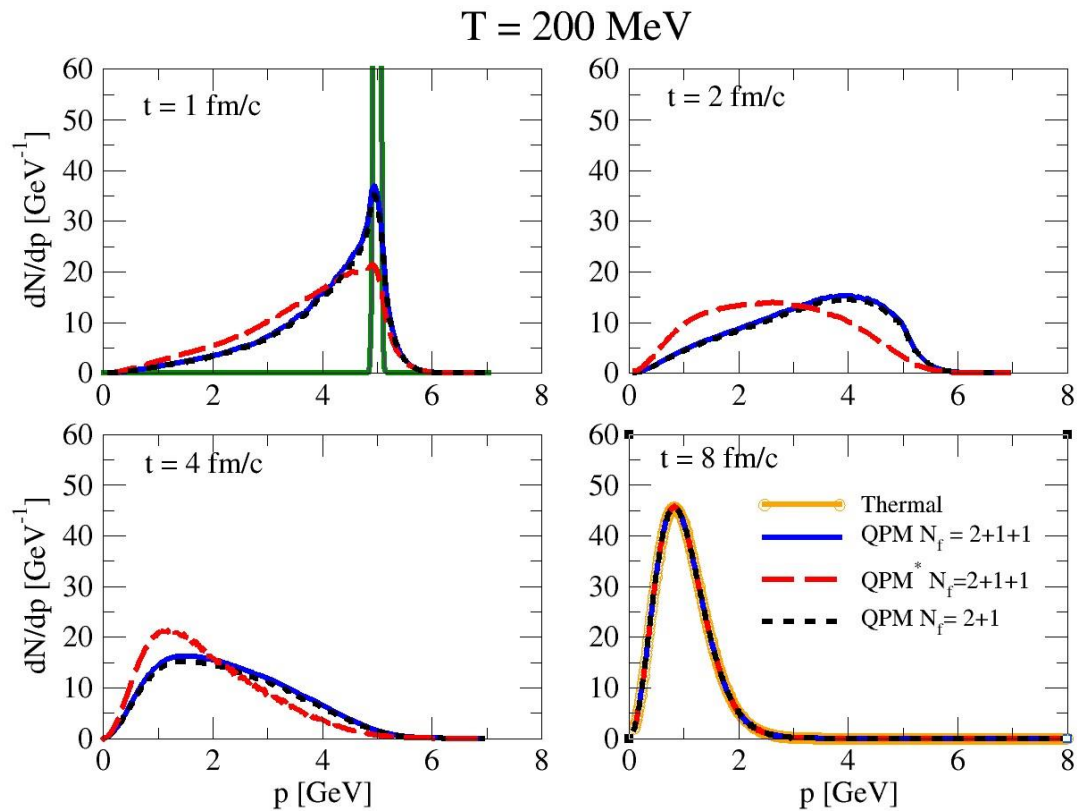 T = 200 MeV
60
50
40
30
20
10
0
dN/dp [GeV⁻¹]
t = 1 fm/c
0 2 4 6 8
60
50
40
30
20
10
0
t = 2 fm/c
0 2 4 6 8
60
50
40
30
20
10
0
dN/dp [GeV⁻¹]
t = 4 fm/c
0 2 4 6 8
p [GeV]
60
50
40
30
20
10
0
t = 8 fm/c
Thermal
QPM N_f = 2+1+1
QPM* N_f=2+1+1
QPM N_f= 2+1
0 2 4 6 8
p [GeV]